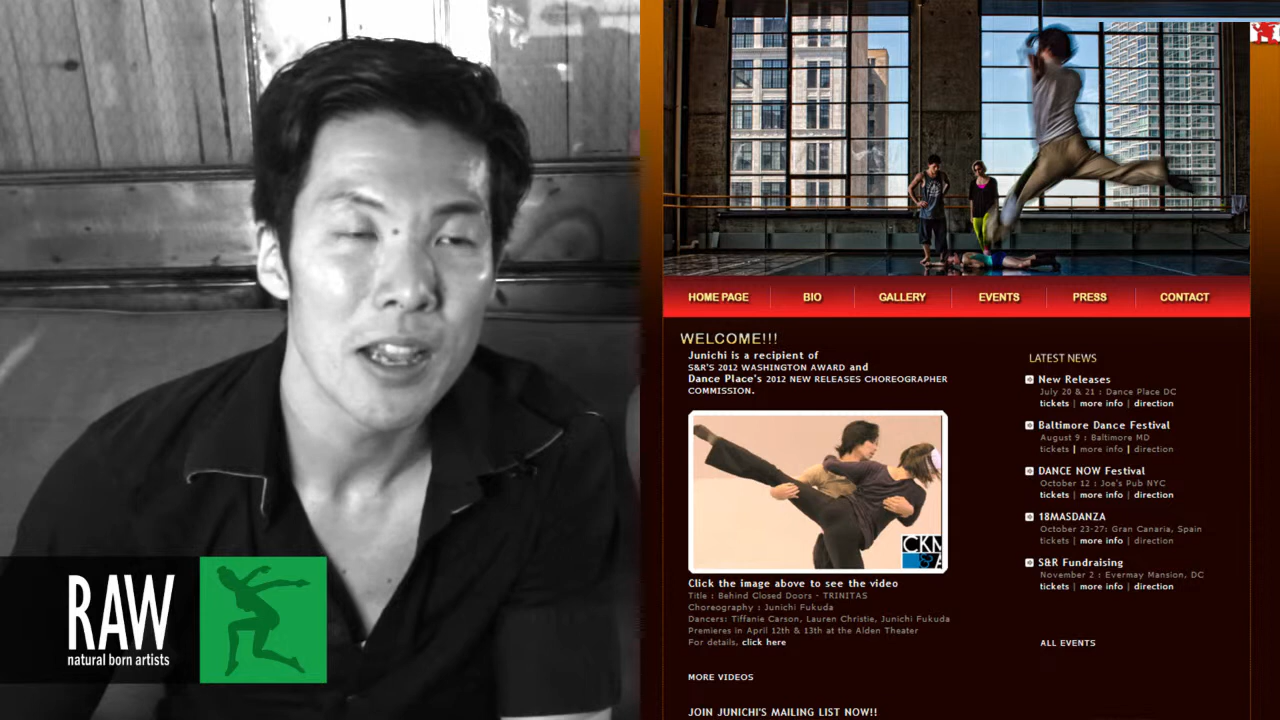 RAW
natural born artists
HOME PAGE
BIO
GALLERY
EVENTS
PRESS
CONTACT
WELCOME!!!
Junichi is a recipient of
S&R'S 2012 WASHINGTON AWARD and
Dance Place's 2012 NEW RELEASES CHOREOGRAPHER
COMMISSION.
CKM
&A
Click the image above to see the video
Title : Behind Closed Doors - TRINITAS
Choreography : Junichi Fukuda
Dancers: Tiffanie Carson, Lauren Christie, Junichi Fukuda
Premieres in April 12th & 13th at the Alden Theater
For details, click here
MORE VIDEOS
JOIN JUNICHI'S MAILING LIST NOW!!
LATEST NEWS
New Releases
July 20 & 21 : Dance Place DC
tickets | more info | direction
Baltimore Dance Festival
August 9 : Baltimore MD
tickets | more info | direction
DANCE NOW Festival
October 12 : Joe's Pub NYC
tickets | more info | direction
18MASDANZA
October 23-27: Gran Canaria, Spain
tickets | more info | direction
S&R Fundraising
November 2 : Evermay Mansion, DC
tickets | more info | direction
ALL EVENTS